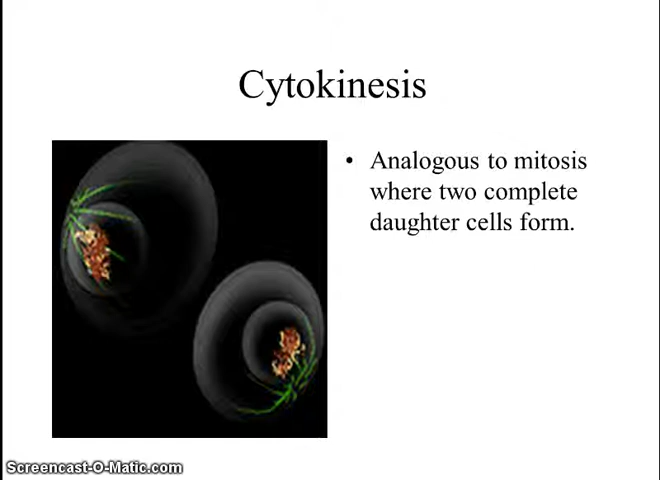 Cytokinesis
• Analogous to mitosis
where two complete
daughter cells form.
Screencast-O-Matic.com